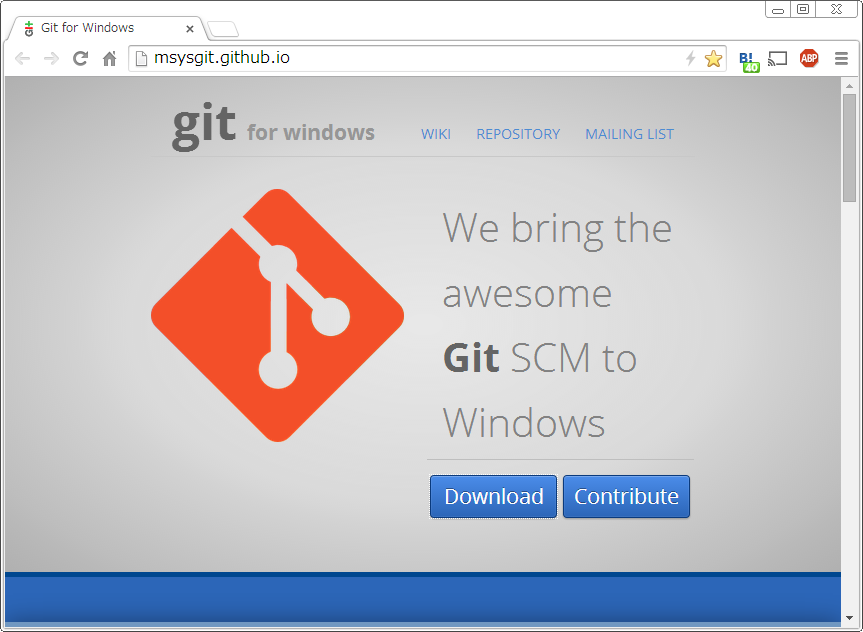 Git for Windows
msysgit.github.io
B!
40
ABP
git for windows
WIKI REPOSITORY MAILING LIST
We bring the
awesome
Git SCM to
Windows
Download Contribute